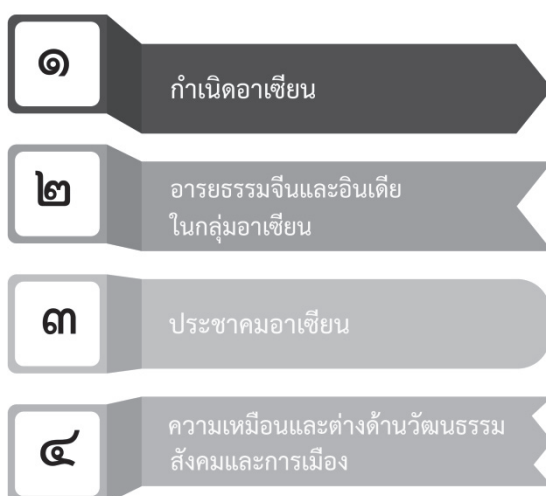 ๑
กำเนิดอาเซียน
๒
อารยธรรมจีนและอินเดีย
ในกลุ่มอาเซียน
๓
ประชาคมอาเซียน
๔
ความเหมือนและต่างด้านวัฒนธรรม
สังคมและการเมือง